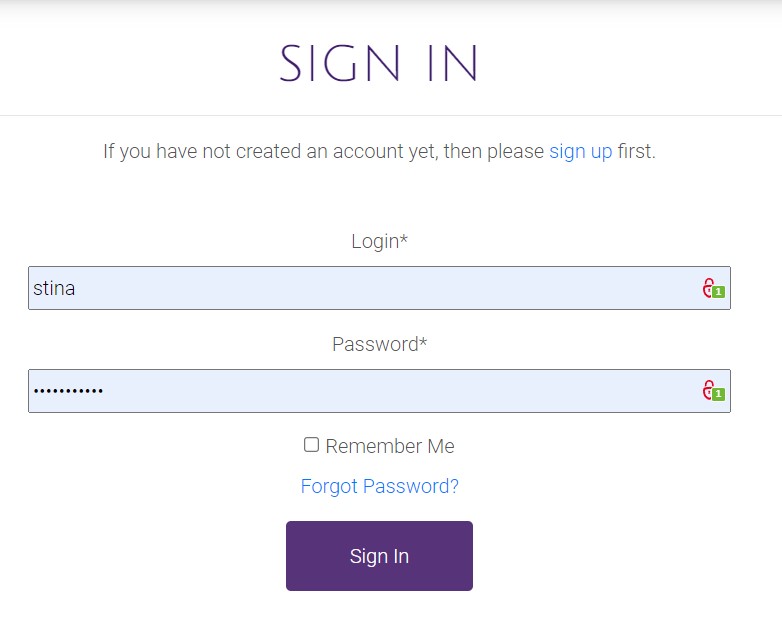 SIGN IN
If you have not created an account yet, then please sign up first.
Login*
stina
1
Password*
•••••••••••
1
Remember Me
Forgot Password?
Sign In